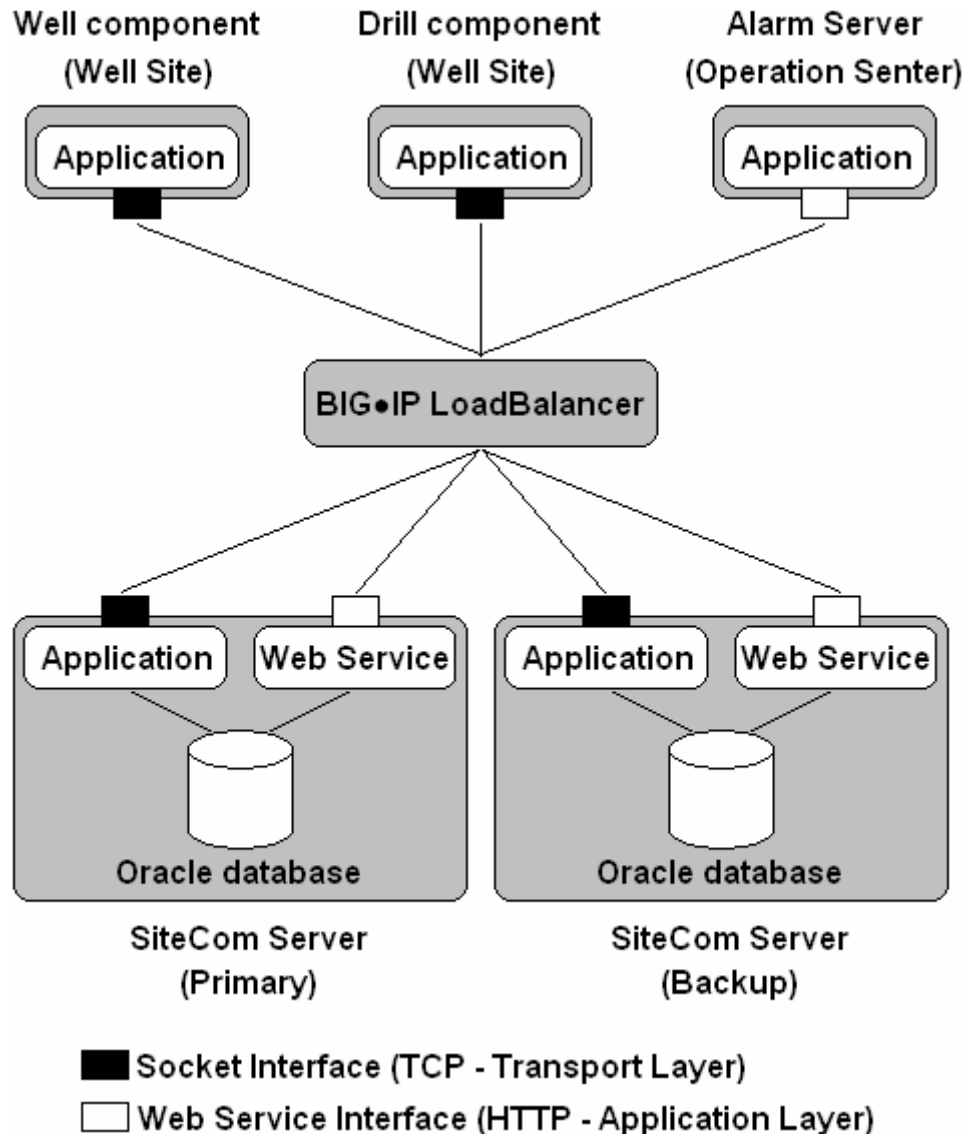 Well component
(Well Site)
Drill component
(Well Site)
Alarm Server
(Operation Senter)
Application
Application
Application
BIG●IP LoadBalancer
Application
Web Service
Application
Web Service
Oracle database
Oracle database
SiteCom Server
(Primary)
SiteCom Server
(Backup)
Socket Interface (TCP - Transport Layer)
Web Service Interface (HTTP - Application Layer)